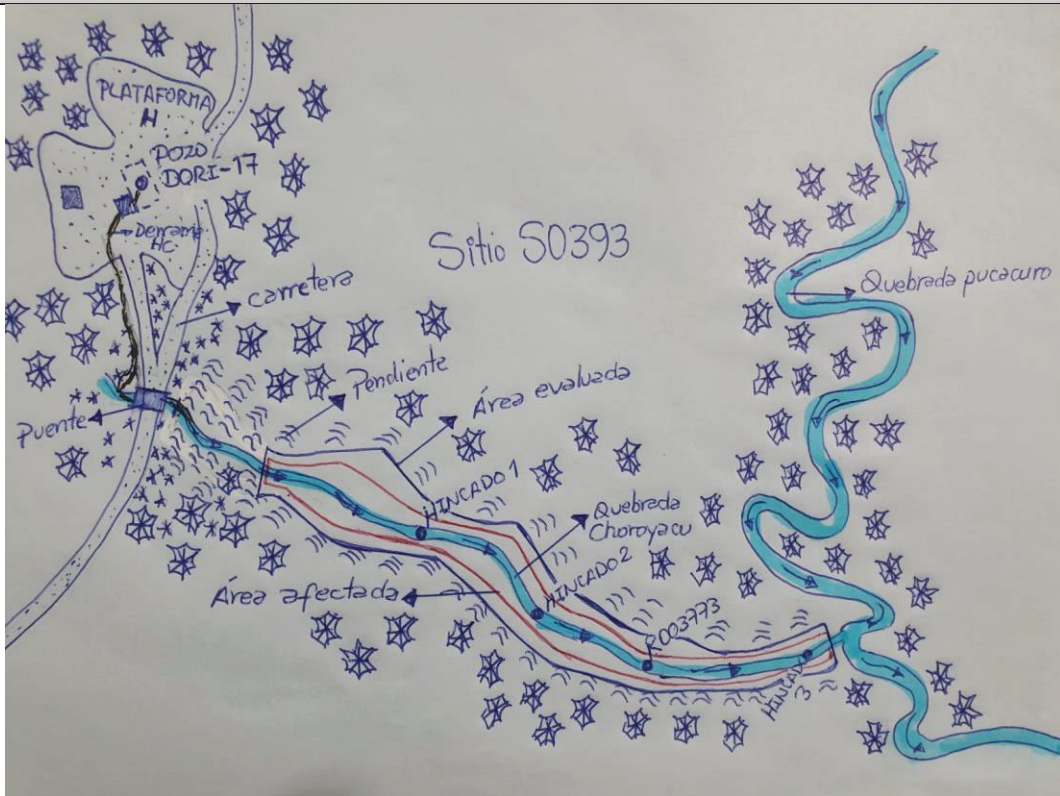 PLATAFORMA
H
POZO
DORI-17
Derrame
HC
Sitio S0393
Quebrada pucacuro
carretera
Pendiente
Área evaluada
Puente
HINCADO 1
Quebrada
Choroyacu
HINCADO 2
Área afectada
R003773
HINCADO
3